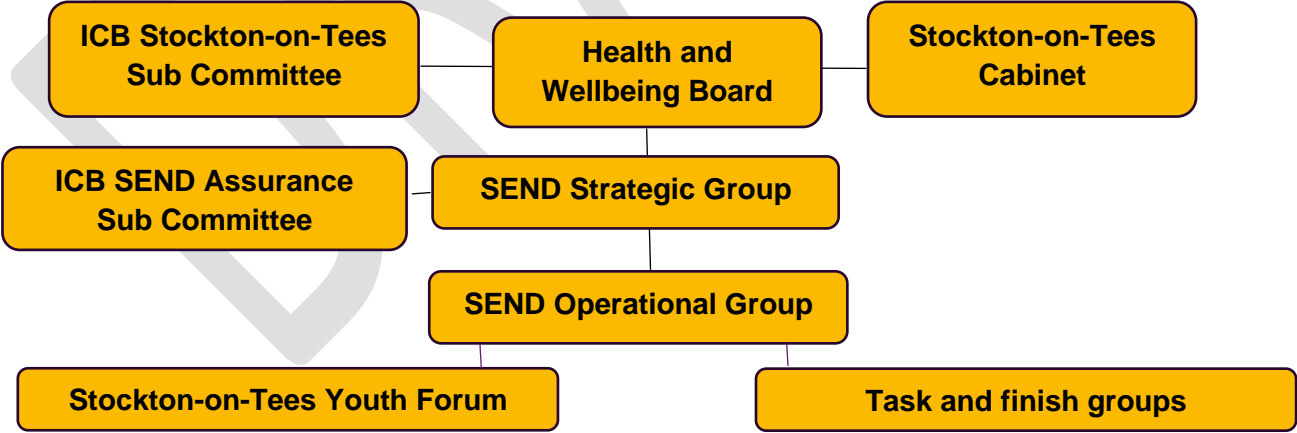 ICB Stockton-on-Tees
Sub Committee
Health and
Wellbeing Board
Stockton-on-Tees
Cabinet
ICB SEND Assurance
Sub Committee
SEND Strategic Group
SEND Operational Group
Stockton-on-Tees Youth Forum
Task and finish groups